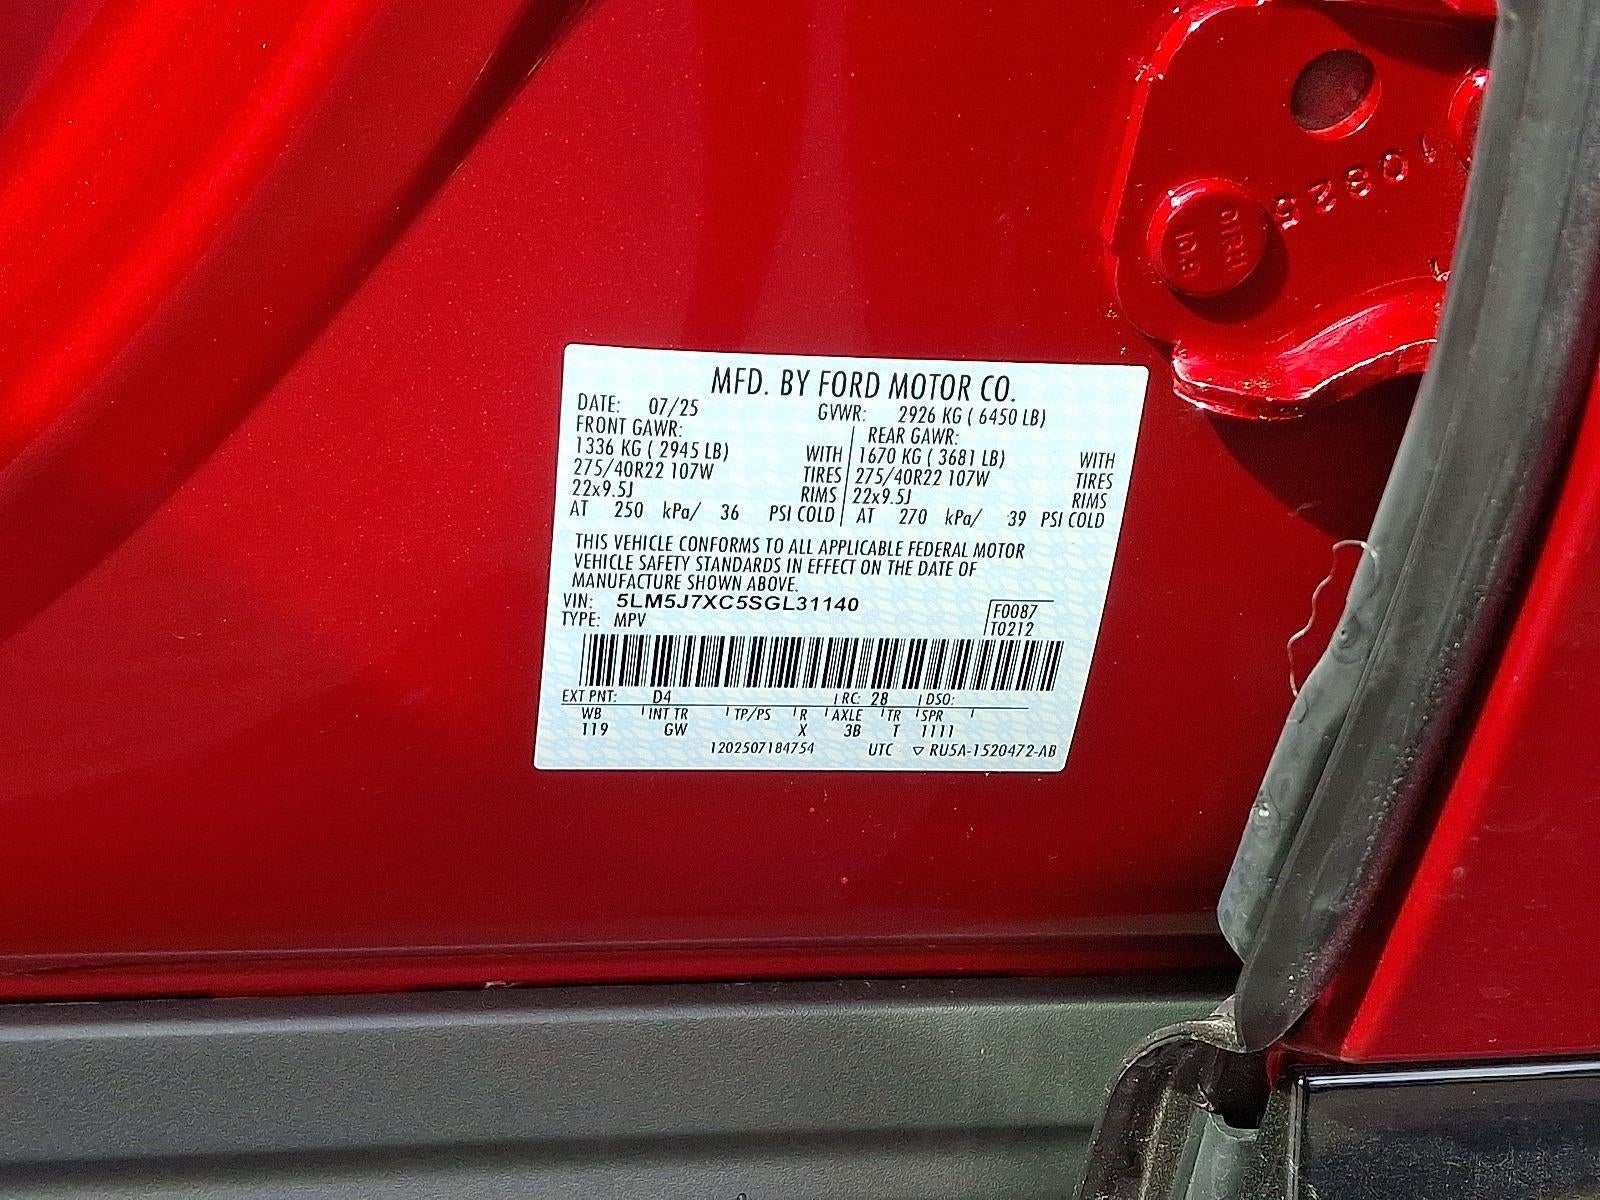 MFD. BY FORD MOTOR CO.
DATE: 07/25 GVWR: 2926 KG ( 6450 LB)
FRONT GAWR: REAR GAWR:
1336 KG ( 2945 LB) WITH 1670 KG ( 3681 LB) WITH
275/40R22 107W TIRES 275/40R22 107W TIRES
22x9.5J RIMS 22x9.5J RIMS
AT 250 kPa/ 36 PSI COLD AT 270 kPa/ 39 PSI COLD
THIS VEHICLE CONFORMS TO ALL APPLICABLE FEDERAL MOTOR
VEHICLE SAFETY STANDARDS IN EFFECT ON THE DATE OF
MANUFACTURE SHOWN ABOVE.
VIN: 5LM5J7XC5SGL31140 F0087
TYPE: MPV T0212
EXT PNT: D4 RC: 28 DSO:
WB INT TR TP/PS R AXLE TR SPR
119 GW X 3B T 1111
1202507184754 UTC ▽ RU5A-1520472-AB